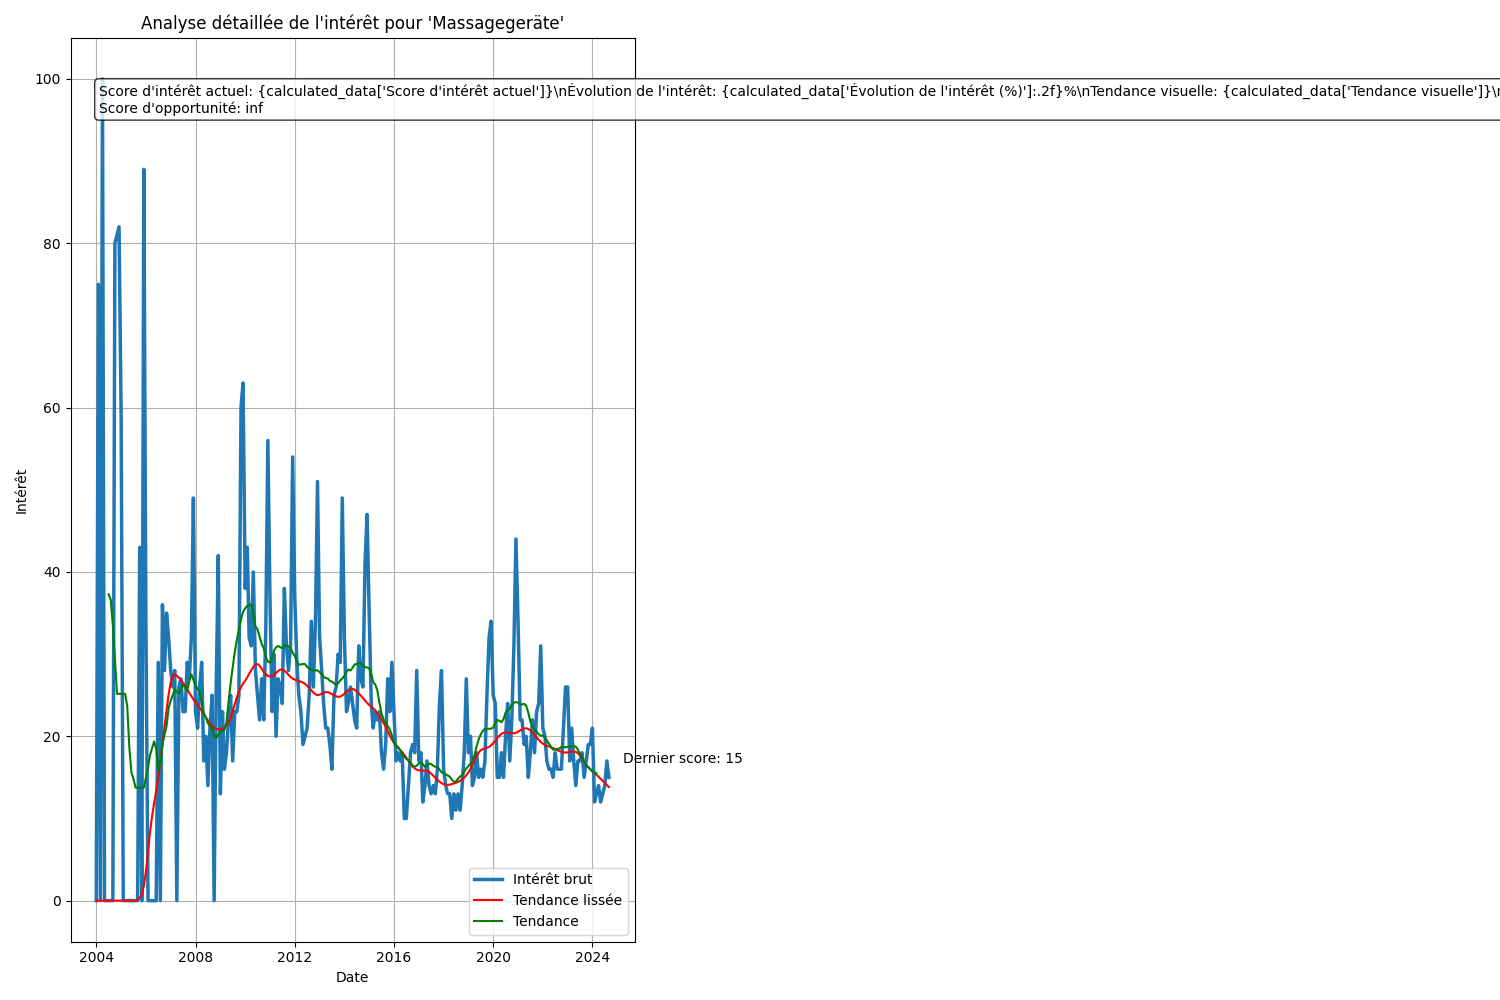 Analyse détaillée de l'intérêt pour 'Massagegeräte'
Score d'intérêt actuel: {calculated_data['Score d'intérêt actuel']}\nÉvolution de l'intérêt: {calculated_data['Évolution de l'intérêt (%)']:.2f}%\nTendance visuelle: {calculated_data['Tendance visuelle']}\n
Score d'opportunité: inf
100
80
60
40
20
0
Intérêt
Dernier score: 15
Intérêt brut
Tendance lissée
Tendance
2004 2008 2012 2016 2020 2024
Date